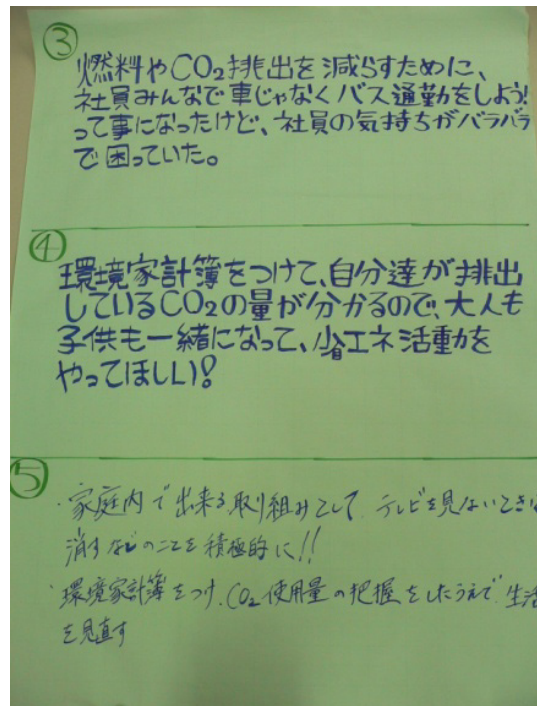 ③
燃料やCO₂排出を減らすために、
社員みんなで車じゃなくバス通勤をしよう!
って事になったけど、社員の気持ちがバラバラ
で困っていた。
④
環境家計簿をつけて、自分達が排出
しているCO₂の量が分かるので、大人も
子供も一緒になって、省エネ活動を
やってほしい!
⑤
・家庭内で出来る取り組みとして、テレビを見ないときは
消すなどのことを積極的に!!
・環境家計簿をつけ、CO₂使用量の把握をしたうえで、生活
を見直す